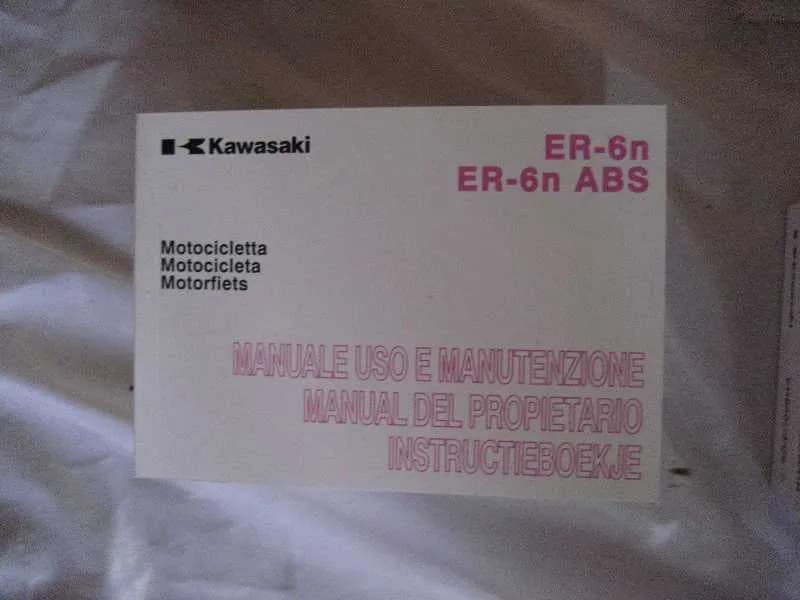 Kawasaki
ER-6n
ER-6n ABS
Motocicletta
Motocicleta
Motorfiets
MANUALE USO E MANUTENZIONE
MANUAL DEL PROPIETARIO
INSTRUCTIEBOEKJE